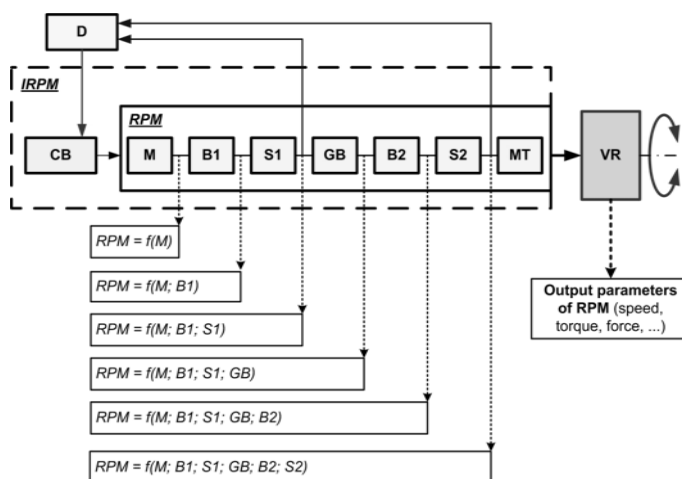 D
IRPM
RPM
CB
M
B1
S1
GB
B2
S2
MT
VR
RPM = f(M)
RPM = f(M; B1)
RPM = f(M; B1; S1)
RPM = f(M; B1; S1; GB)
RPM = f(M; B1; S1; GB; B2)
RPM = f(M; B1; S1; GB; B2; S2)
Output parameters
of RPM (speed,
torque, force, ...)